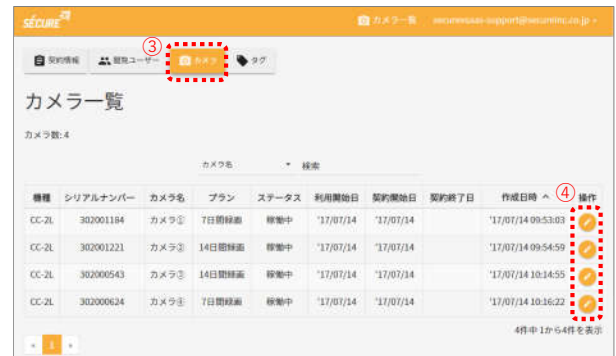 SECURE
カメラ一覧 securevsaas-support@secureinc.co.jp
③
契約情報 閲覧ユーザー カメラ タグ
カメラ一覧
カメラ数:4
カメラ名 検索
④
機種 シリアルナンバー カメラ名 プラン ステータス 利用開始日 契約開始日 契約終了日 作成日時 操作
CC-2L 302001184 カメラ① 7日間録画 稼働中 '17/07/14 '17/07/14 '17/07/14 09:53:03
CC-2L 302001221 カメラ② 14日間録画 稼働中 '17/07/14 '17/07/14 '17/07/14 09:54:59
CC-2L 302000543 カメラ③ 14日間録画 稼働中 '17/07/14 '17/07/14 '17/07/14 10:14:55
CC-2L 302000624 カメラ④ 7日間録画 稼働中 '17/07/14 '17/07/14 '17/07/14 10:16:22
4件中 1から4件を表示
« 1 »